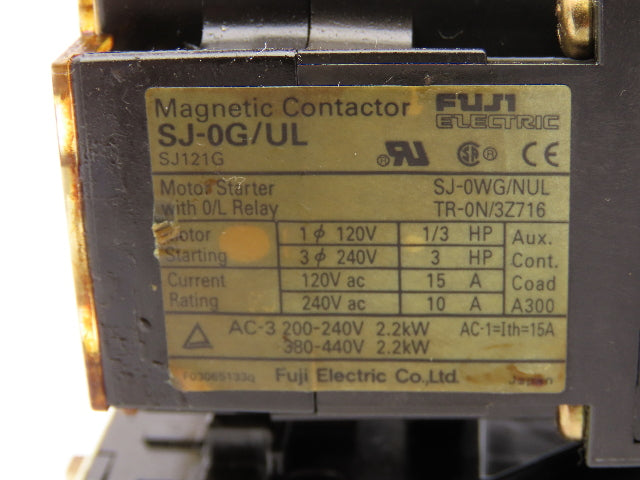 Magnetic Contactor FUJI ELECTRIC
SJ-0G/UL
SJ121G
Motor Starter SJ-0WG/NUL
with O/L Relay TR-0N/3Z716
Motor Starting 1ϕ 120V 1/3 HP Aux.
3ϕ 240V 3 HP Cont.
Current Rating 120V ac 15 A Coad
240V ac 10 A A300
AC-3 200-240V 2.2kW AC-1=Ith=15A
380-440V 2.2kW
F03065133q Fuji Electric Co.,Ltd. Japan